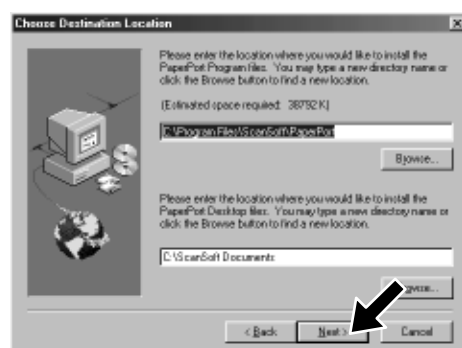 Choose Destination Location
Please enter the location where you would like to install the
PaperPort Program files. You may type a new directory name or
click the Browse button to find a new location.
(Estimated space required: 38792 K)
C:\Program Files\ScanSoft\PaperPort
Browse...
Please enter the location where you would like to install the
PaperPort Desktop files. You may type a new directory name or
click the Browse button to find a new location.
C:\ScanSoft Documents
owse...
< Back
Next >
Cancel